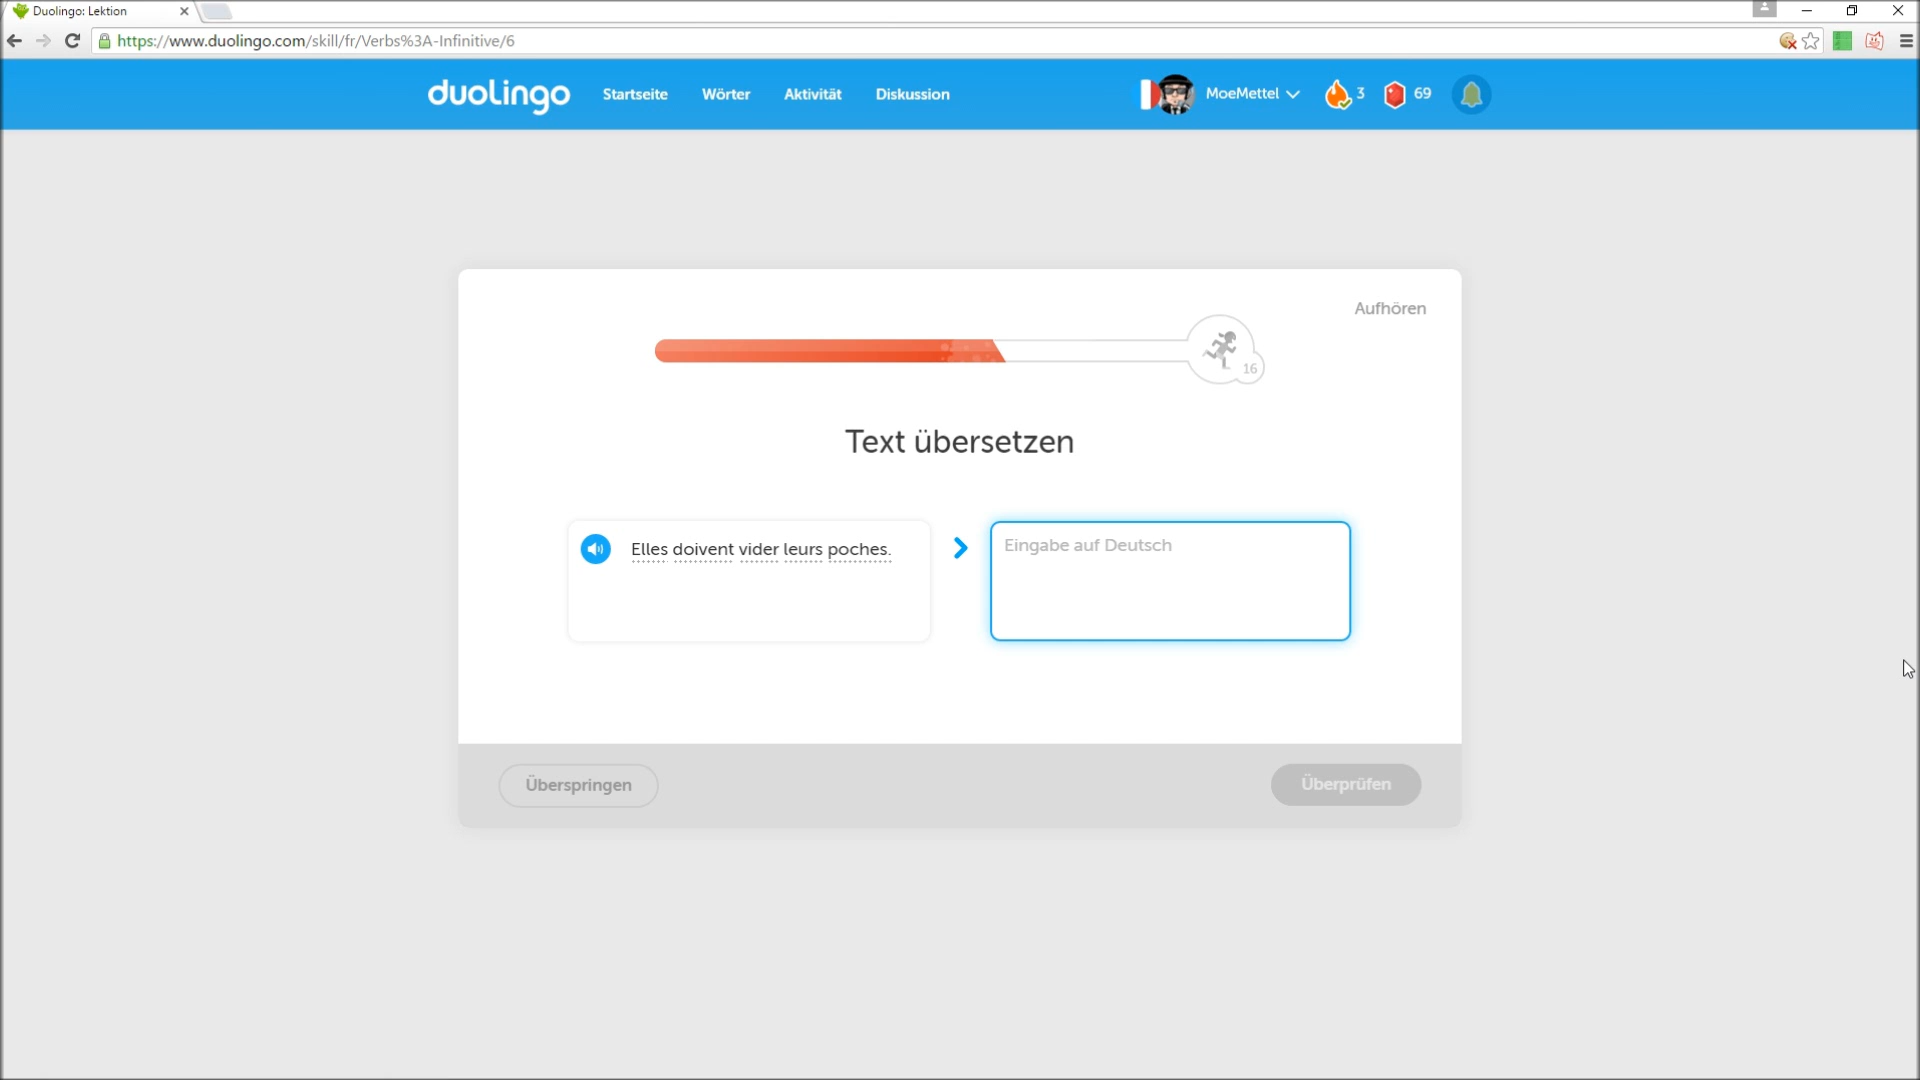 Duolingo: Lektion
https://www.duolingo.com/skill/fr/Verbs%3A-Infinitive/6
duolingo Startseite Wörter Aktivität Diskussion MoeMettel 3 69
Aufhören
16
Text übersetzen
Elles doivent vider leurs poches.
Eingabe auf Deutsch
Überspringen
Überprüfen